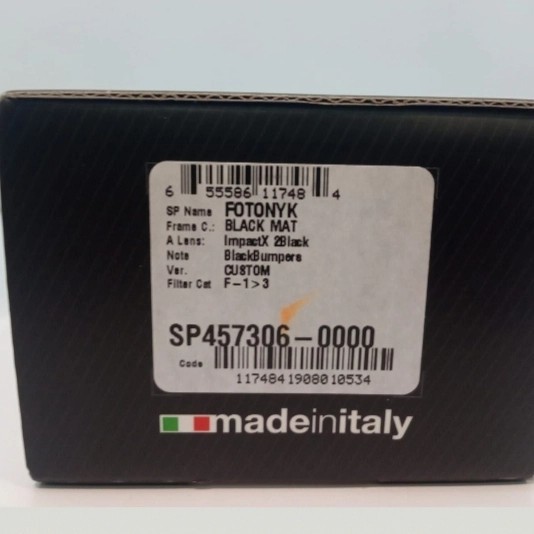 6 55586 11748 4
SP Name FOTONYK
Frame C.: BLACK MAT
A Lens: ImpactX 2Black
Note BlackBumpers
Ver. CUSTOM
Filter Cat F-1>3
SP457306-0000
Code
1174841908010534
madeinitaly